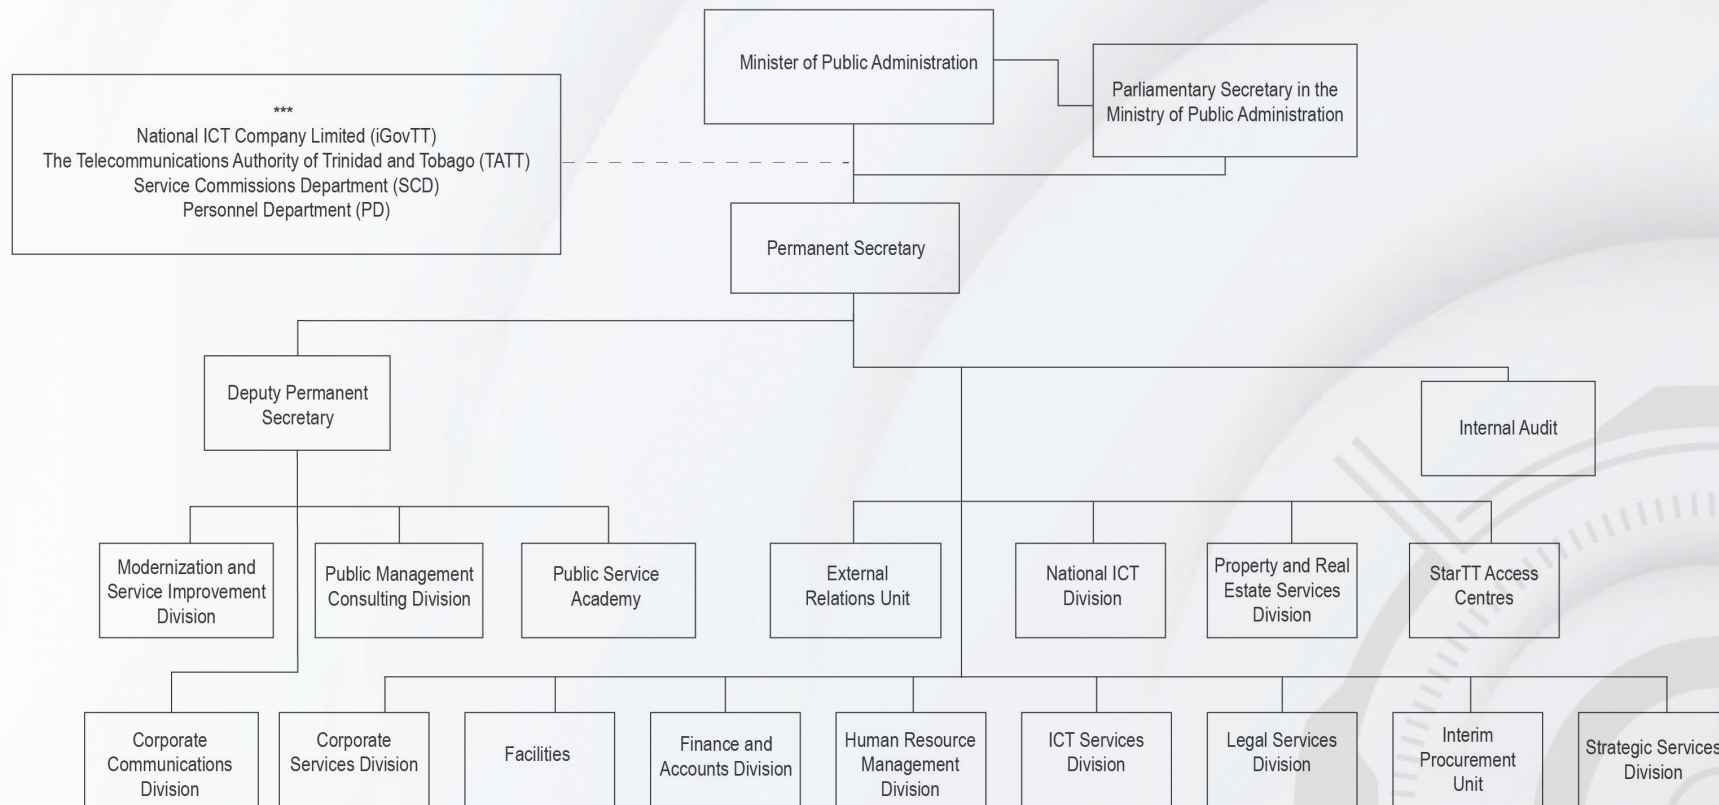 Minister of Public Administration
Parliamentary Secretary in the
Ministry of Public Administration
***
National ICT Company Limited (iGovTT)
The Telecommunications Authority of Trinidad and Tobago (TATT)
Service Commissions Department (SCD)
Personnel Department (PD)
Permanent Secretary
Deputy Permanent
Secretary
Internal Audit
Modernization and
Service Improvement
Division
Public Management
Consulting Division
Public Service
Academy
External
Relations Unit
National ICT
Division
Property and Real
Estate Services
Division
StarTT Access
Centres
Corporate
Communications
Division
Corporate
Services Division
Facilities
Finance and
Accounts Division
Human Resource
Management
Division
ICT Services
Division
Legal Services
Division
Interim
Procurement
Unit
Strategic Services
Division